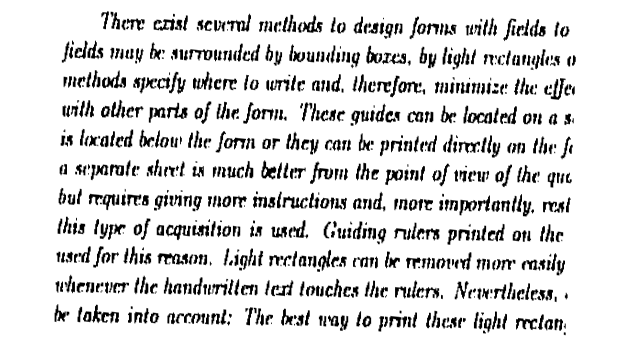 There exist several methods to design forms with fields to
fields may be surrounded by bounding boxes, by light rectangles o
methods specify where to write and, therefore, minimize the effe
with other parts of the form. These guides can be located on a s
is located below the form or they can be printed directly on the fo
a separate sheet is much better from the point of view of the qua
but requires giving more instructions and, more importantly, rest
this type of acquisition is used. Guiding rulers printed on the
used for this reason. Light rectangles can be removed more easily
whenever the handwritten text touches the rulers. Nevertheless,
be taken into account: The best way to print these light rectan